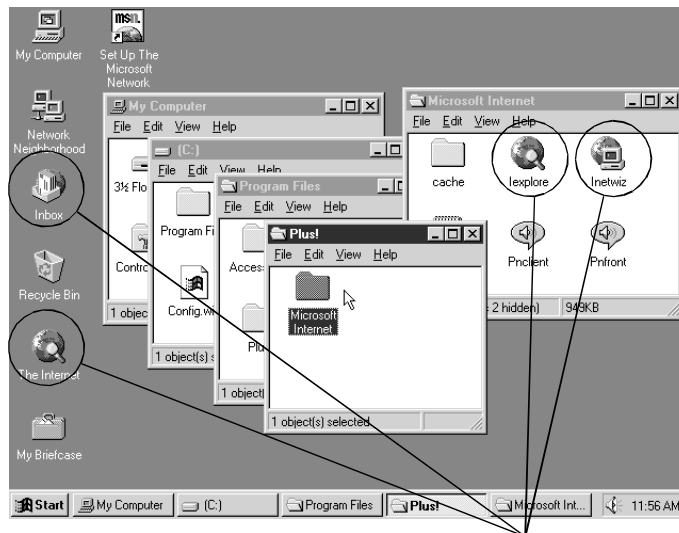 msn.
My Computer
Set Up The
Microsoft
Network
Network
Neighborhood
Inbox
Recycle Bin
The Internet
My Briefcase
My Computer
File Edit View Help
3½ Flo
Contro
1 objec
(C:)
File Edit View Help
Program Fi
Config.wi
1 object(s) s
Program Files
File Edit View Help
Access
Plu
1 object(
Plus!
File Edit View Help
Microsoft
Internet
1 object(s) selected
Microsoft Internet
File Edit View Help
cache
Iexplore
Inetwiz
Pnclient
Pnfront
2 hidden)
949KB
Start
My Computer
(C:)
Program Files
Plus!
Microsoft Int...
11:56 AM